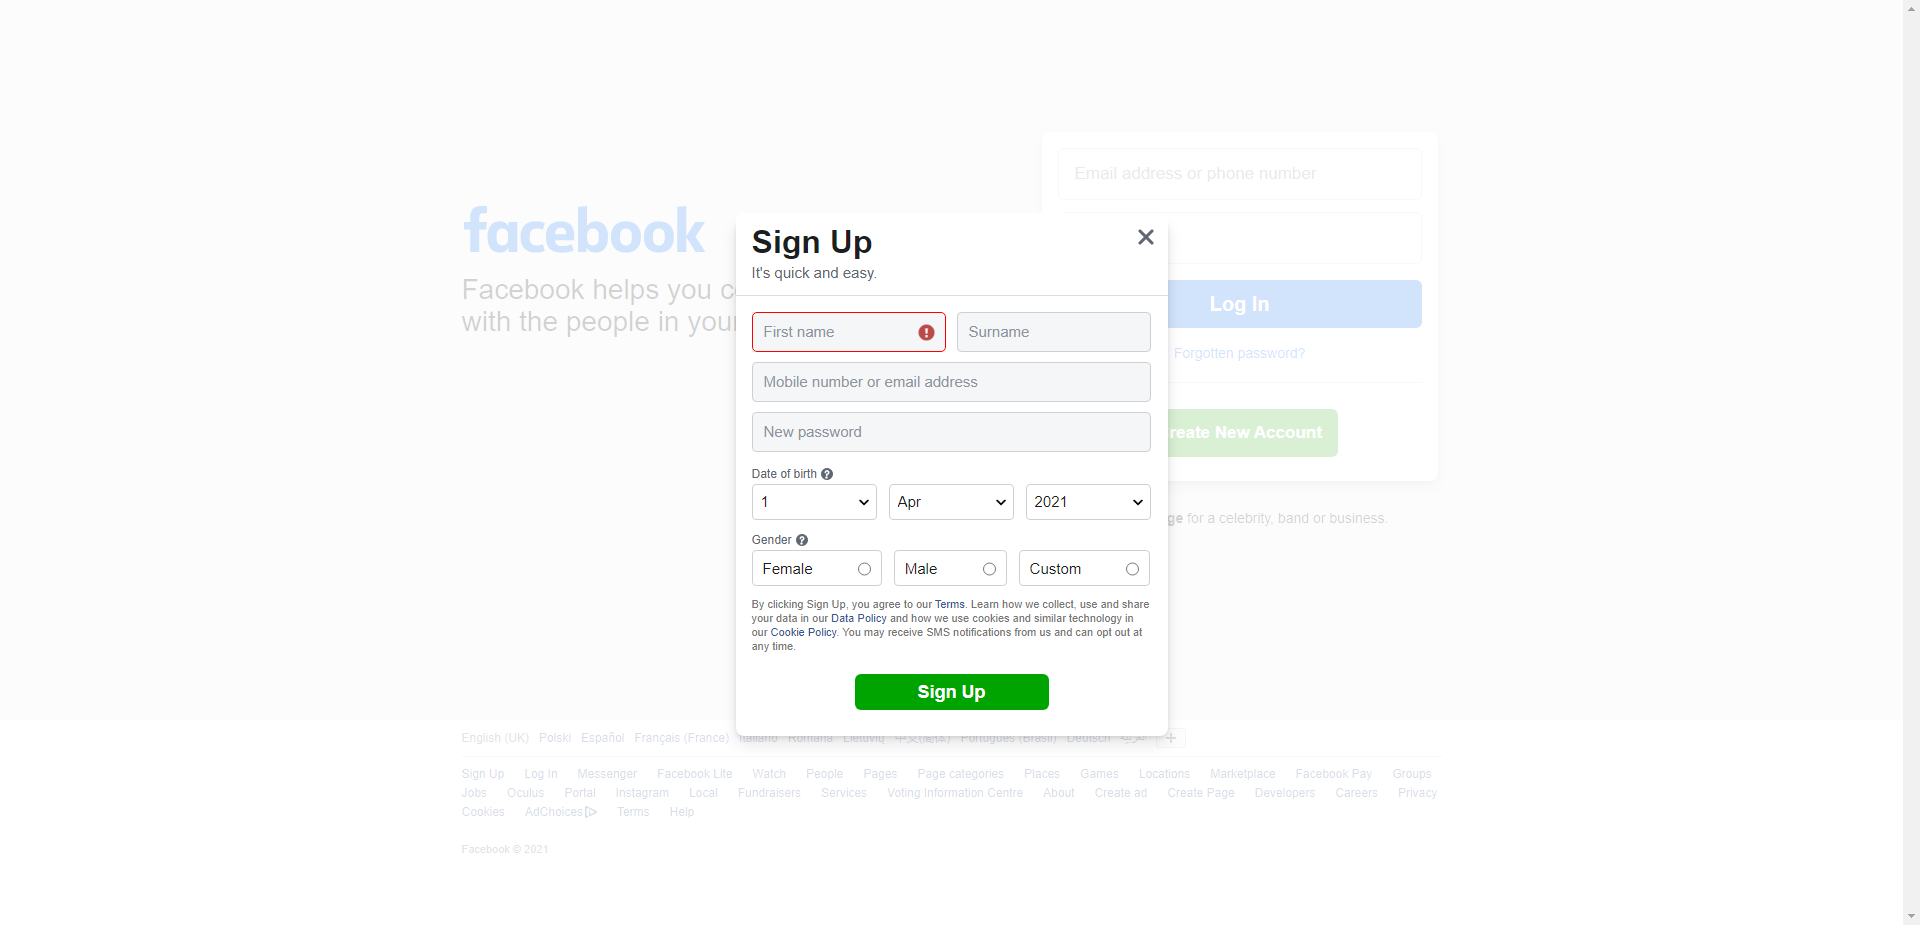 facebook
Facebook helps you c
with the people in your
Email address or phone number
Log In
Forgotten password?
reate New Account
ge for a celebrity, band or business.
Sign Up
It's quick and easy.
First name
Surname
Mobile number or email address
New password
Date of birth
1 Apr 2021
Gender
Female Male Custom
By clicking Sign Up, you agree to our Terms. Learn how we collect, use and share
your data in our Data Policy and how we use cookies and similar technology in
our Cookie Policy. You may receive SMS notifications from us and can opt out at
any time.
Sign Up
English (UK) Polski Español Français (France) Italiano Română Lietuvių 中文(简体) Português (Brasil) Deutsch
Sign Up Log In Messenger Facebook Lite Watch People Pages Page categories Places Games Locations Marketplace Facebook Pay Groups
Jobs Oculus Portal Instagram Local Fundraisers Services Voting Information Centre About Create ad Create Page Developers Careers Privacy
Cookies AdChoices Terms Help
Facebook © 2021